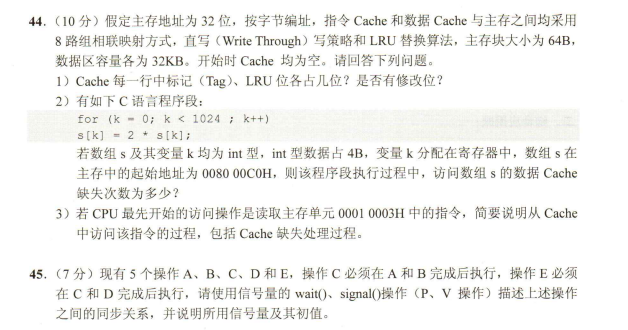 44.（10 分）假定主存地址为 32 位，按字节编址，指令 Cache 和数据 Cache 与主存之间均采用
8 路组相联映射方式，直写（Write Through）写策略和 LRU 替换算法，主存块大小为 64B，
数据区容量各为 32KB。开始时 Cache 均为空。请回答下列问题。
1）Cache 每一行中标记（Tag）、LRU 位各占几位？是否有修改位？
2）有如下 C 语言程序段：
for (k = 0; k < 1024 ; k++)
s[k] = 2 * s[k];
若数组 s 及其变量 k 均为 int 型，int 型数据占 4B，变量 k 分配在寄存器中，数组 s 在
主存中的起始地址为 0080 00C0H，则该程序段执行过程中，访问数组 s 的数据 Cache
缺失次数为多少？
3）若 CPU 最先开始的访问操作是读取主存单元 0001 0003H 中的指令，简要说明从 Cache
中访问该指令的过程，包括 Cache 缺失处理过程。
45.（7 分）现有 5 个操作 A、B、C、D 和 E，操作 C 必须在 A 和 B 完成后执行，操作 E 必须
在 C 和 D 完成后执行，请使用信号量的 wait()、signal()操作（P、V 操作）描述上述操作
之间的同步关系，并说明所用信号量及其初值。